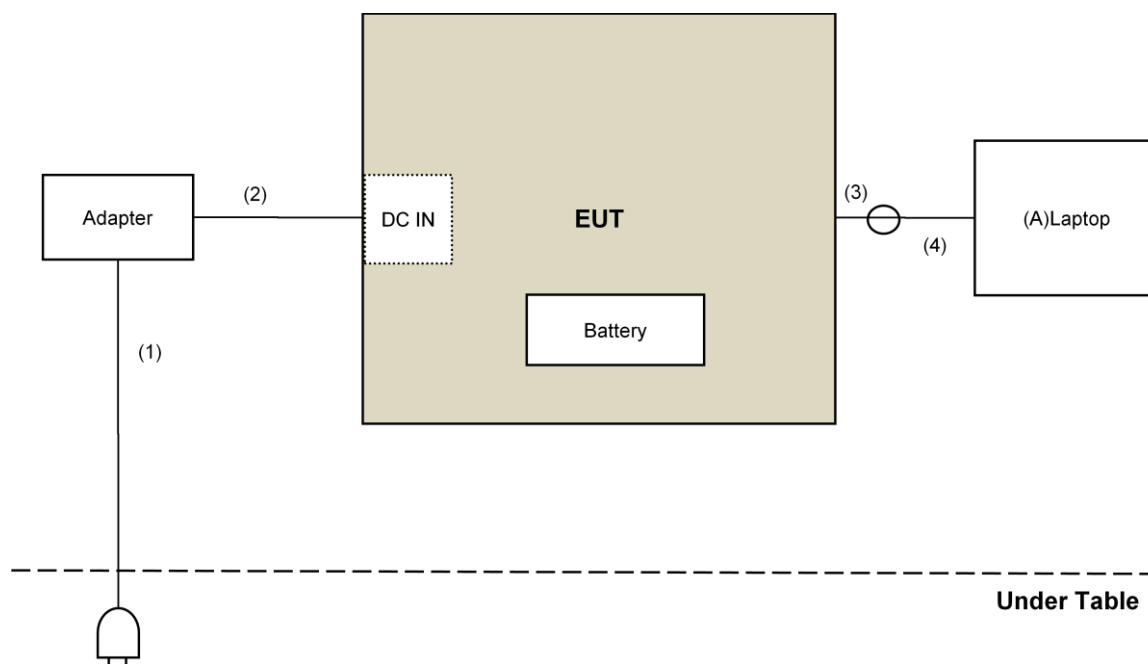 (2)
Adapter
DC IN
EUT
(3)
(4)
(A)Laptop
Battery
(1)
Under Table